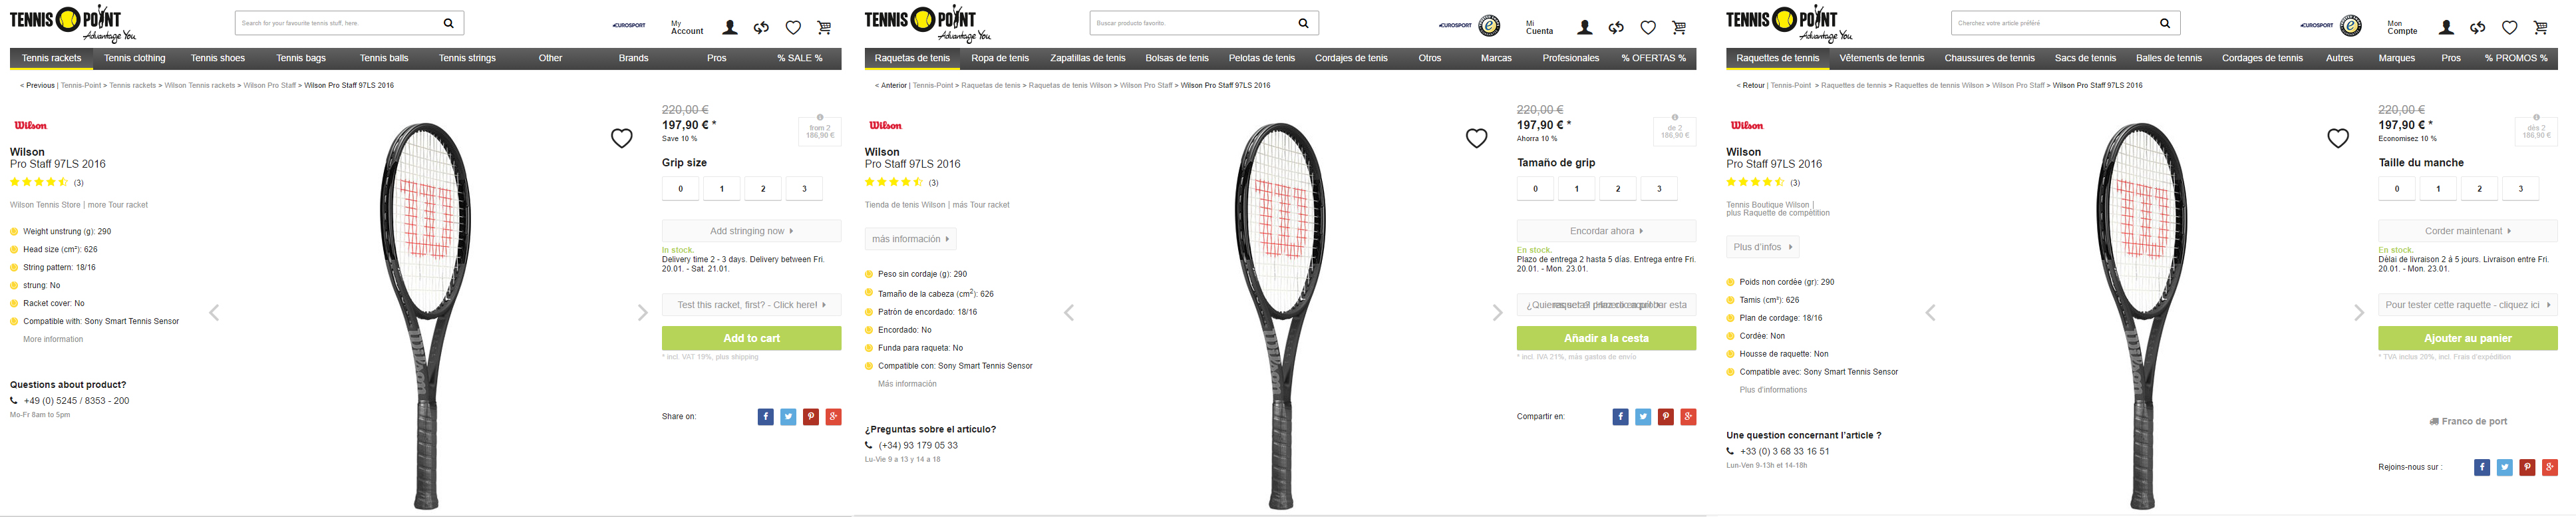 TENNIS POINT
Advantage You
Search for your favourite tennis stuff, here.
EUROSPORT
My
Account
Tennis rackets
Tennis clothing
Tennis shoes
Tennis bags
Tennis balls
Tennis strings
Other
Brands
Pros
% SALE %
< Previous | Tennis-Point > Tennis rackets > Wilson Tennis rackets > Wilson Pro Staff > Wilson Pro Staff 97LS 2016
Wilson
Wilson
Pro Staff 97LS 2016
(3)
Wilson Tennis Store | more Tour racket
Weight unstrung (g): 290
Head size (cm²): 626
String pattern: 18/16
strung: No
Racket cover: No
Compatible with: Sony Smart Tennis Sensor
More information
Questions about product?
+49 (0) 5245 / 8353 - 200
Mo-Fr 8am to 5pm
220,00 €
197,90 € *
Save 10 %
from 2
186,90 €
Grip size
0
1
2
3
Add stringing now
In stock.
Delivery time 2 - 3 days. Delivery between Fri.
20.01. - Sat. 21.01.
Test this racket, first? - Click here!
Add to cart
* incl. VAT 19%, plus shipping
Share on:
TENNIS POINT
Advantage You
Buscar producto favorito.
EUROSPORT
Mi
Cuenta
Raquetas de tenis
Ropa de tenis
Zapatillas de tenis
Bolsas de tenis
Pelotas de tenis
Cordajes de tenis
Otros
Marcas
Profesionales
% OFERTAS %
< Anterior | Tennis-Point > Raquetas de tenis > Raquetas de tenis Wilson > Wilson Pro Staff > Wilson Pro Staff 97LS 2016
Wilson
Wilson
Pro Staff 97LS 2016
(3)
Tienda de tenis Wilson | más Tour racket
más información
Peso sin cordaje (g): 290
Tamaño de la cabeza (cm²): 626
Patrón de encordado: 18/16
Encordado: No
Funda para raqueta: No
Compatible con: Sony Smart Tennis Sensor
Más información
¿Preguntas sobre el artículo?
(+34) 93 179 05 33
Lu-Vie 9 a 13 y 14 a 18
220,00 €
197,90 € *
Ahorra 10 %
de 2
186,90 €
Tamaño de grip
0
1
2
3
Encordar ahora
En stock.
Plazo de entrega 2 hasta 5 días. Entrega entre Fri.
20.01. - Mon. 23.01.
Añadir a la cesta
* incl. IVA 21%, más gastos de envío
Compartir en:
TENNIS POINT
Advantage You
Cherchez votre article préféré
EUROSPORT
Mon
Compte
Raquettes de tennis
Vêtements de tennis
Chaussures de tennis
Sacs de tennis
Balles de tennis
Cordages de tennis
Autres
Marques
Pros
% PROMOS %
< Retour | Tennis-Point > Raquettes de tennis > Raquettes de tennis Wilson > Wilson Pro Staff > Wilson Pro Staff 97LS 2016
Wilson
Wilson
Pro Staff 97LS 2016
(3)
Tennis Boutique Wilson |
plus Raquette de compétition
Plus d'infos
Poids non cordée (gr): 290
Tamis (cm²): 626
Plan de cordage: 18/16
Cordée: Non
Housse de raquette: Non
Compatible avec: Sony Smart Tennis Sensor
Plus d'informations
Une question concernant l'article ?
+33 (0) 3 68 33 16 51
Lun-Ven 9-13h et 14-18h
220,00 €
197,90 € *
Economisez 10 %
dès 2
186,90 €
Taille du manche
0
1
2
3
Corder maintenant
En stock.
Délai de livraison 2 à 5 jours. Livraison entre Fri.
20.01. - Mon. 23.01.
Pour tester cette raquette - cliquez ici
Ajouter au panier
* TVA inclus 20%, incl. Frais d'expédition
Franco de port
Rejoins-nous sur :